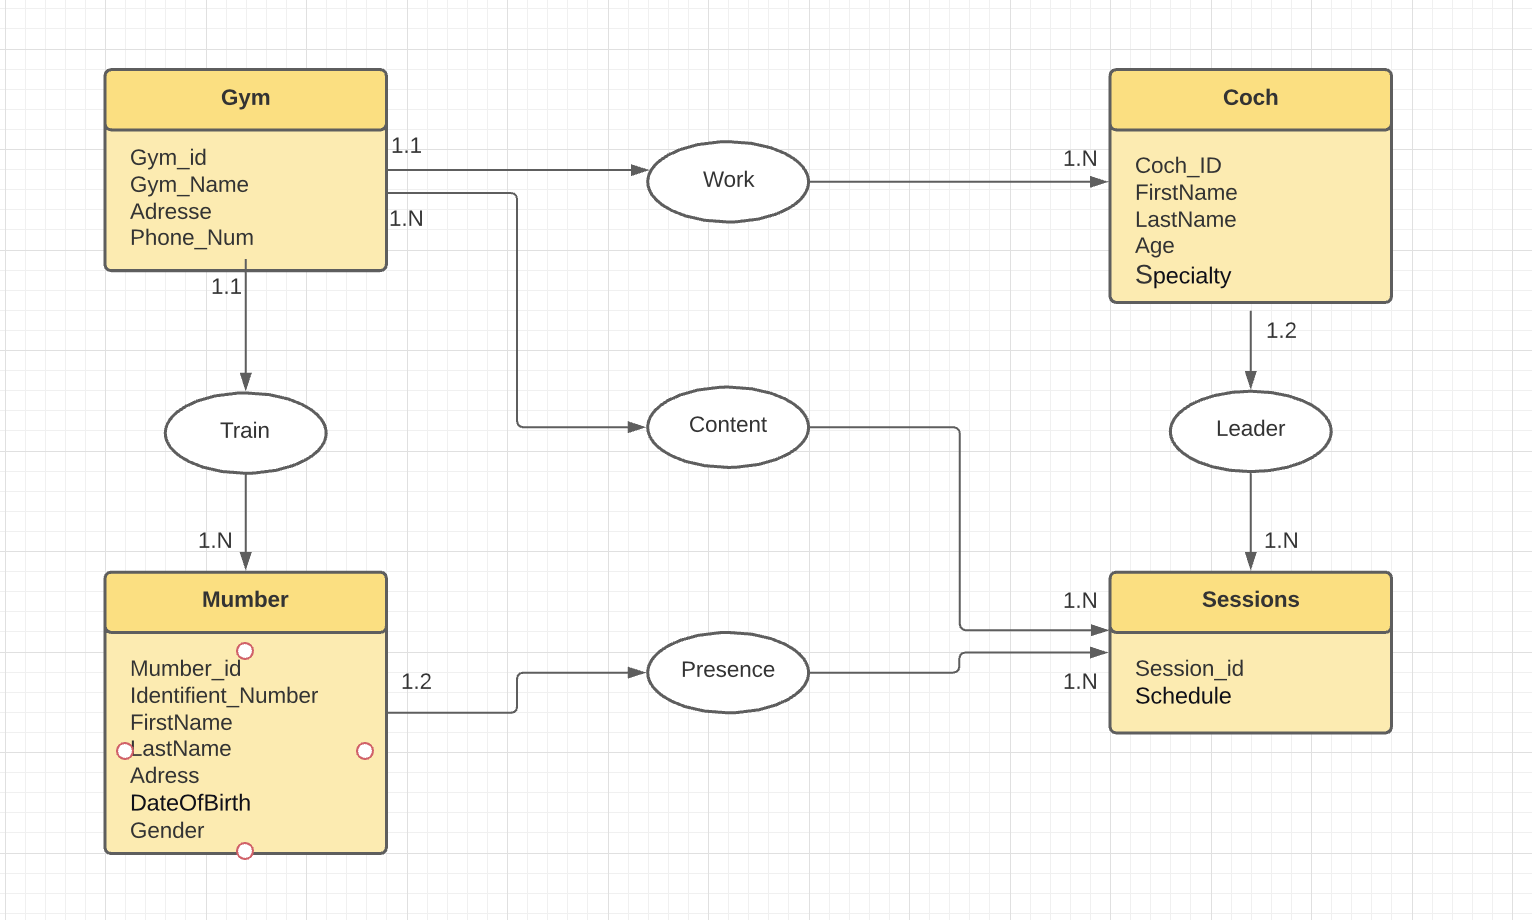 Gym
Gym_id
Gym_Name
Adresse
Phone_Num
1.1
1.N
1.1
Work
1.N
Coch
Coch_ID
FirstName
LastName
Age
Specialty
1.2
Train
Content
Leader
1.N
1.N
1.N
Mumber
Mumber_id
Identifient_Number
FirstName
LastName
Adress
DateOfBirth
Gender
1.2
Presence
1.N
Sessions
Session_id
Schedule